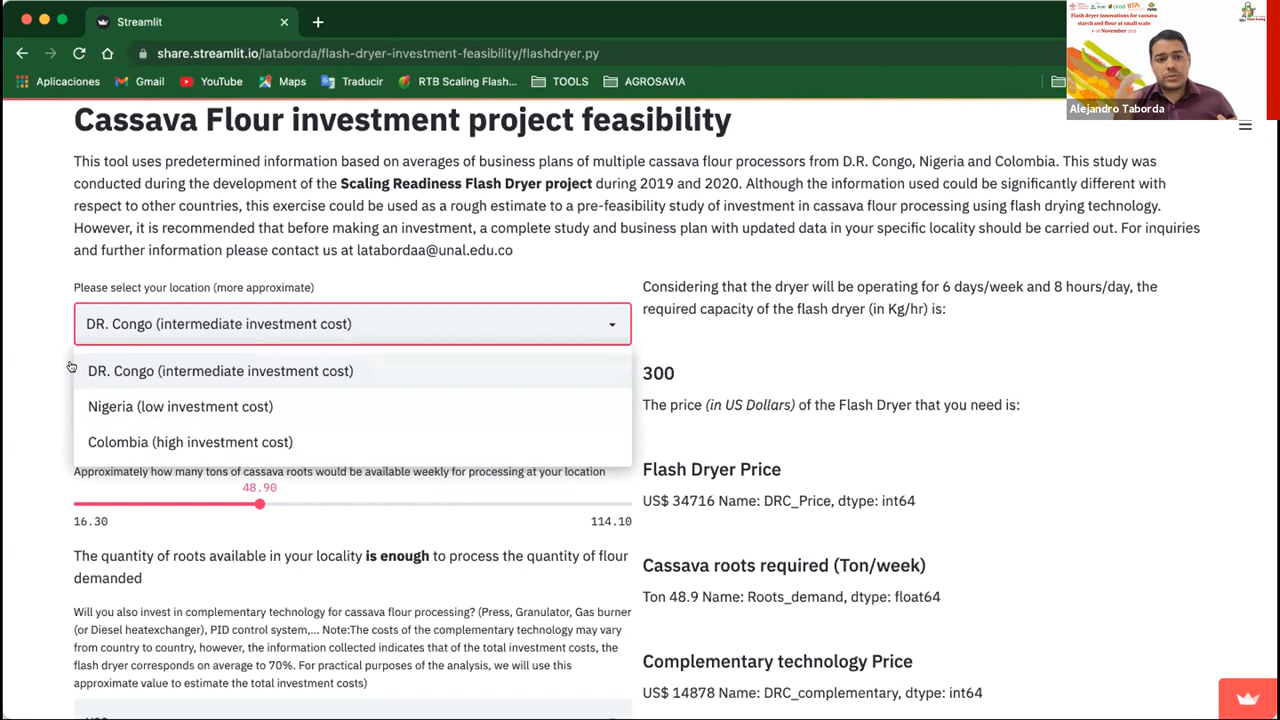 Streamlit
share.streamlit.io/latabordaa/flash-dryer-calculator/main/flashdryer.py
Aplicaciones
Gmail
YouTube
Maps
AGROSAVIA
Flash dryer innovations for cassava
starch and flour at small scale
Alejandro Taborda
Cassava Flour investment project feasibility
This tool uses predetermined information based on averages of business plans of multiple cassava flour processors from D.R. Congo, Nigeria and Colombia. This study was
conducted during the development of the Scaling Readiness Flash Dryer project during 2019 and 2020. Although the information used could be significantly different with
respect to other countries, this exercise could be used as a rough estimate to a pre-feasibility study of investment in cassava flour processing using flash drying technology.
However, it is recommended that before making an investment, a complete study and business plan with updated data in your specific locality should be carried out. For inquiries
and further information please contact us at latabordaa@unal.edu.co
Please select your location (more approximate)
DR. Congo (intermediate investment cost)
DR. Congo (intermediate investment cost)
Nigeria (low investment cost)
Colombia (high investment cost)
Approximately how many tons of cassava roots would be available weekly for processing at your location
48.90
16.30
114.10
The quantity of roots available in your locality is enough to process the quantity of flour
demanded
Will you also invest in complementary technology for cassava flour processing? (Press, Granulator, Gas burner
(or Diesel heatexchanger), PID control system,... Note:The costs of the complementary technology may vary
from country to country, however, the information collected indicates that of the total investment costs, the
flash dryer corresponds on average to 70%. For practical purposes of the analysis, we will use this
approximate value to estimate the total investment costs)
Considering that the dryer will be operating for 6 days/week and 8 hours/day, the
required capacity of the flash dryer (in Kg/hr) is:
300
The price (in US Dollars) of the Flash Dryer that you need is:
Flash Dryer Price
US$ 34716 Name: DRC_Price, dtype: int64
Cassava roots required (Ton/week)
Ton 48.9 Name: Roots_demand, dtype: float64
Complementary technology Price
US$ 14878 Name: DRC_complementary, dtype: int64